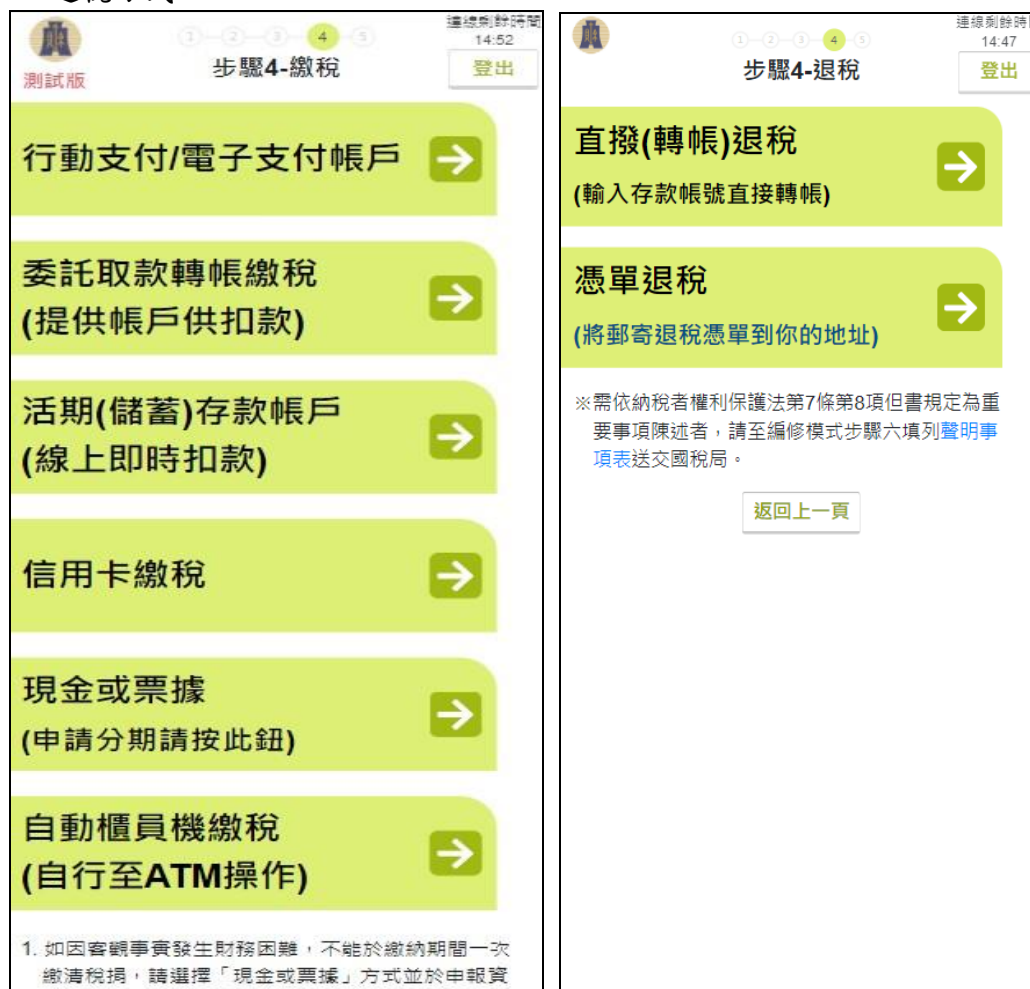 連線剩餘時間
14:52
1 2 3 4 5
步驟4-繳稅
測試版
登出
行動支付/電子支付帳戶
委託取款轉帳繳稅
(提供帳戶供扣款)
活期(儲蓄)存款帳戶
(線上即時扣款)
信用卡繳稅
現金或票據
(申請分期請按此鈕)
自動櫃員機繳稅
(自行至ATM操作)
1. 如因客觀事實發生財務困難,不能於繳納期間一次
繳清稅捐,請選擇「現金或票據」方式並於申報資
連線剩餘時
14:47
1 2 3 4 5
步驟4-退稅
登出
直撥(轉帳)退稅
(輸入存款帳號直接轉帳)
憑單退稅
(將郵寄退稅憑單到你的地址)
※需依納稅者權利保護法第7條第8項但書規定為重
要事項陳述者,請至編修模式步驟六填列聲明事
項表送交國稅局。
返回上一頁